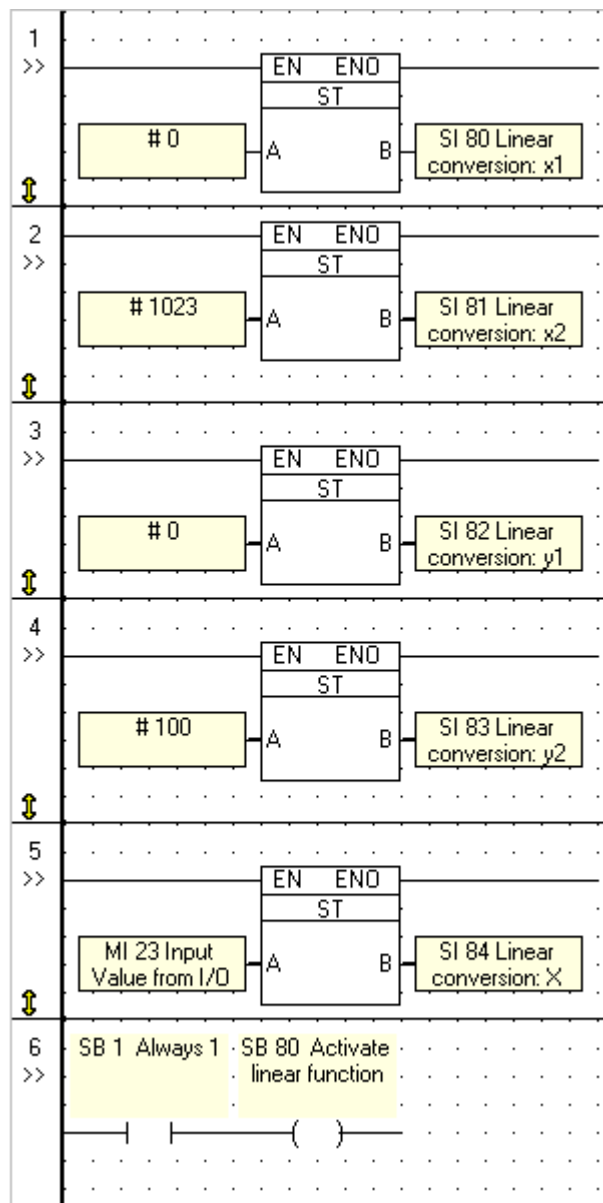 1
>>
EN ENO
ST
# 0
A
B
SI 80 Linear
conversion: x1
2
>>
EN ENO
ST
# 1023
A
B
SI 81 Linear
conversion: x2
3
>>
EN ENO
ST
# 0
A
B
SI 82 Linear
conversion: y1
4
>>
EN ENO
ST
# 100
A
B
SI 83 Linear
conversion: y2
5
>>
EN ENO
ST
MI 23 Input
Value from I/O
A
B
SI 84 Linear
conversion: X
6
>>
SB 1 Always 1
SB 80 Activate
linear function